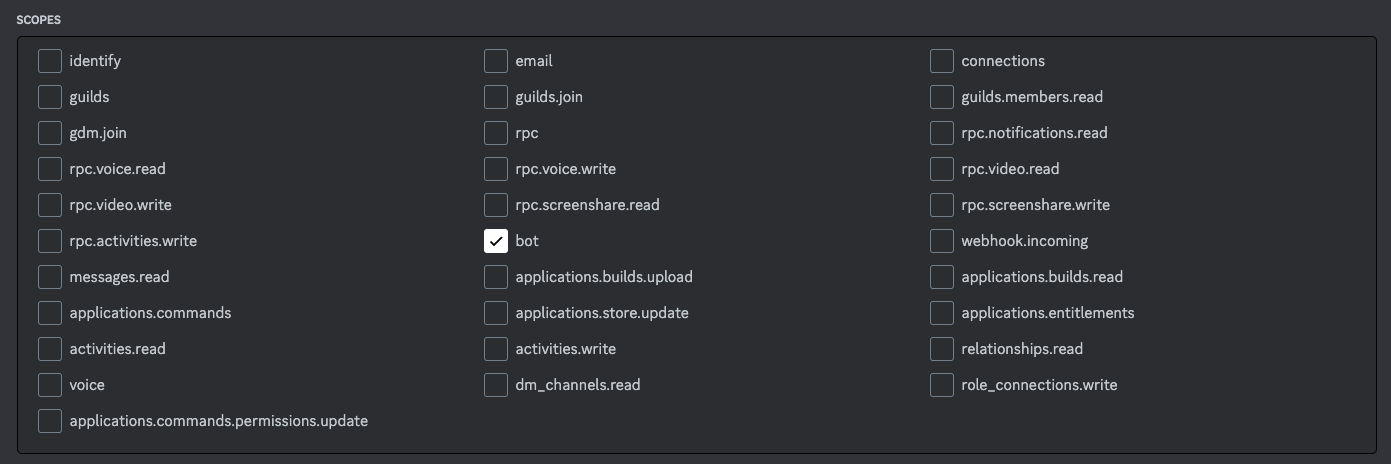 SCOPES
identify email connections
guilds guilds.join guilds.members.read
gdm.join rpc rpc.notifications.read
rpc.voice.read rpc.voice.write rpc.video.read
rpc.video.write rpc.screenshare.read rpc.screenshare.write
rpc.activities.write bot webhook.incoming
messages.read applications.builds.upload applications.builds.read
applications.commands applications.store.update applications.entitlements
activities.read activities.write relationships.read
voice dm_channels.read role_connections.write
applications.commands.permissions.update